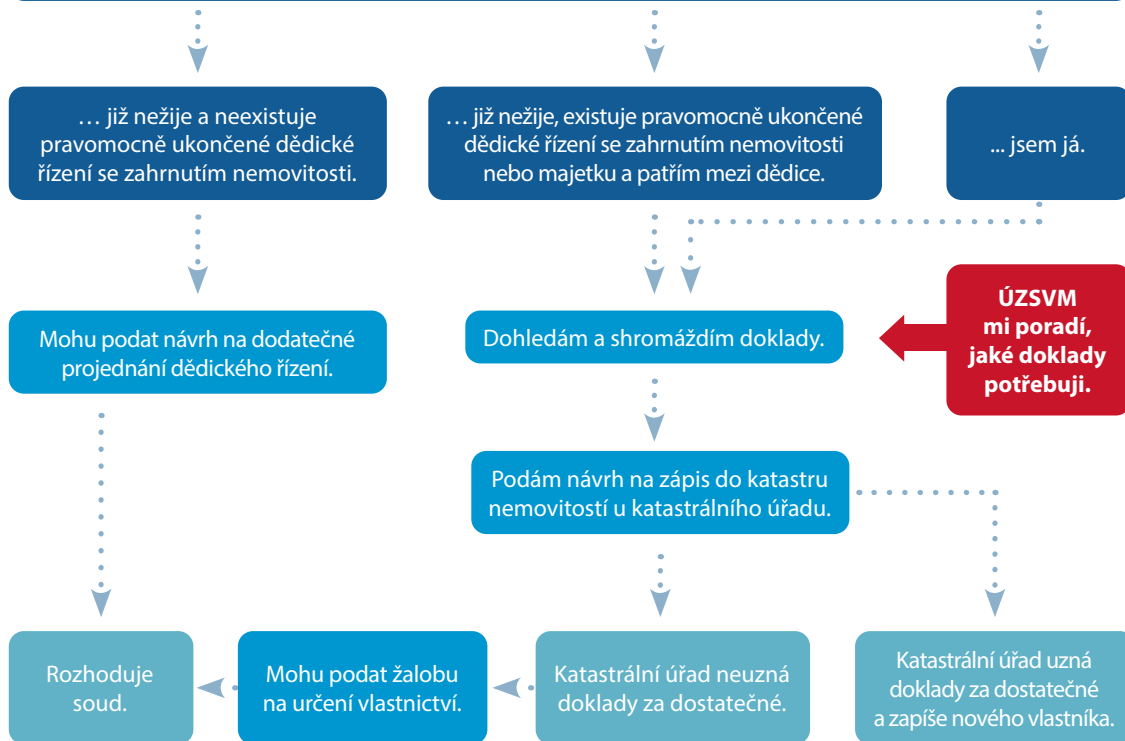 … již nežije a neexistuje
pravomocně ukončené dědické
řízení se zahrnutím nemovitosti.
… již nežije, existuje pravomocně ukončené
dědické řízení se zahrnutím nemovitosti
nebo majetku a patřím mezi dědice.
... jsem já.
Mohu podat návrh na dodatečné
projednání dědického řízení.
Dohledám a shromáždím doklady.
ÚZSVM
mi poradí,
jaké doklady
potřebuji.
Podám návrh na zápis do katastru
nemovitostí u katastrálního úřadu.
Rozhoduje
soud.
Mohu podat žalobu
na určení vlastnictví.
Katastrální úřad neuzná
doklady za dostatečné.
Katastrální úřad uzná
doklady za dostatečné
a zapíše nového vlastníka.